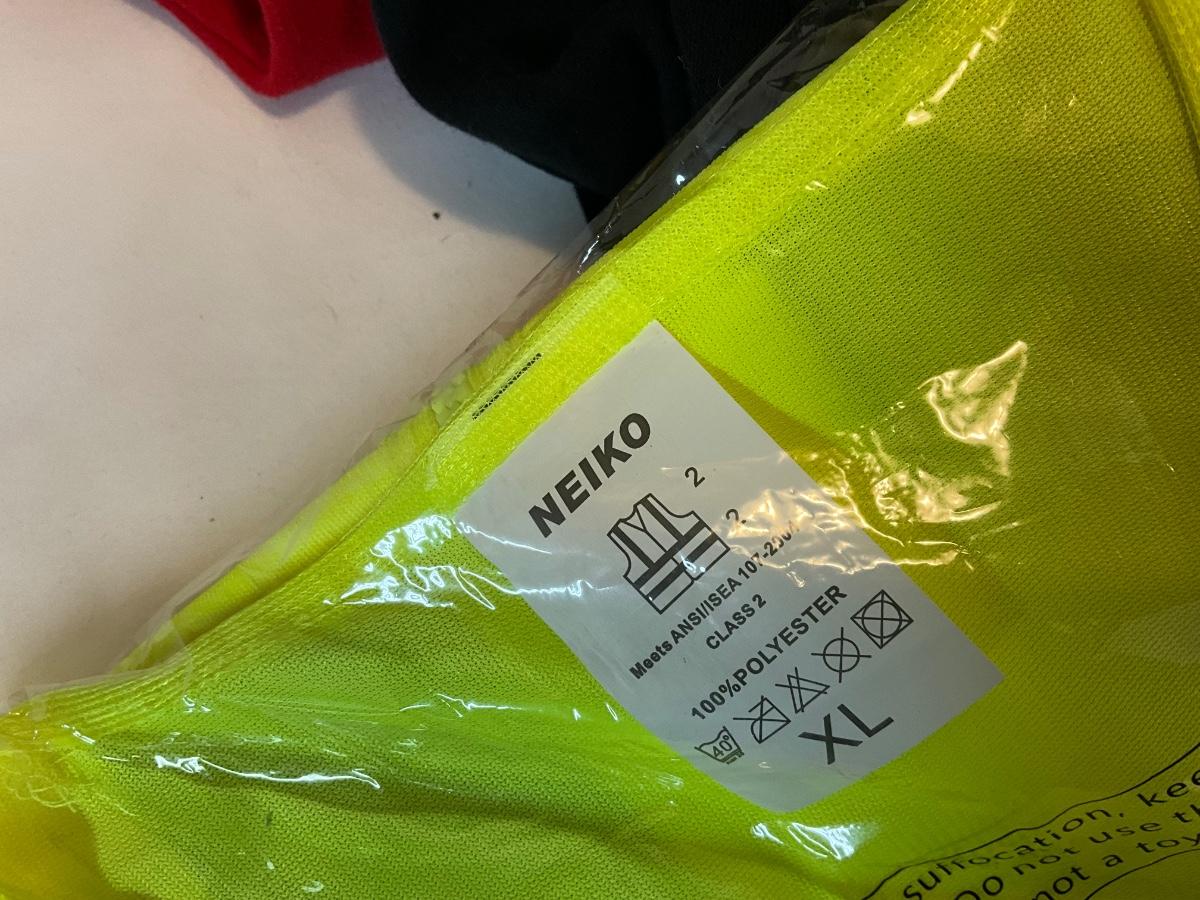 NEIKO
2
2
Meets ANSI/ISEA 107-2004
CLASS 2
100%POLYESTER
40°
XL
suffocation, kee
Do not use th
not a toy